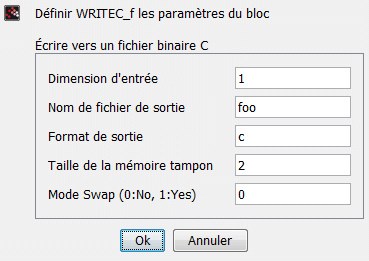 Définir WRITEC_f les paramètres du bloc
Écrire vers un fichier binaire C
Dimension d'entrée 1
Nom de fichier de sortie foo
Format de sortie c
Taille de la mémoire tampon 2
Mode Swap (0:No, 1:Yes) 0
Ok Annuler